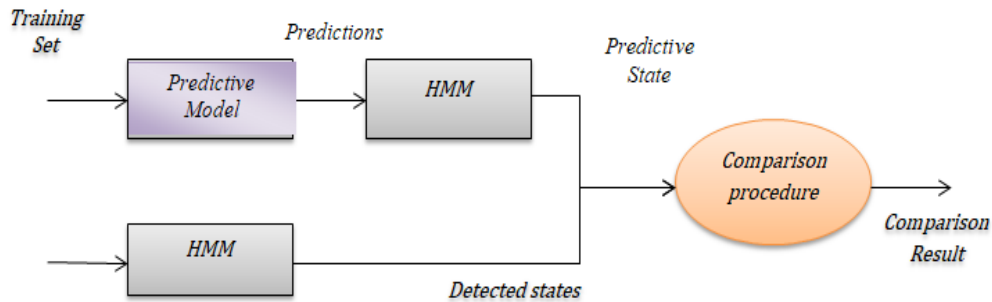 Training
Set
Predictions
Predictive
State
Predictive
Model
HMM
Comparison
procedure
HMM
Comparison
Result
Detected states